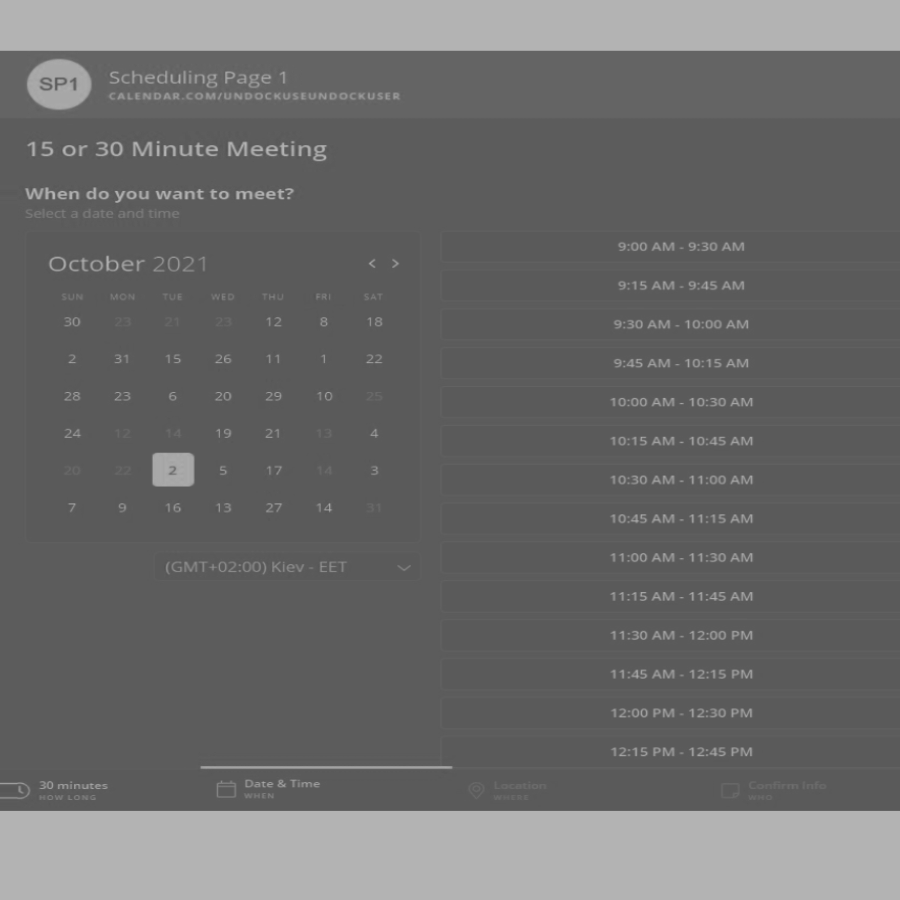 SP1
Scheduling Page 1
CALENDAR.COM/UNDOCKUSEUNDOCKUSER
15 or 30 Minute Meeting
When do you want to meet?
Select a date and time
October 2021 < >
SUN MON TUE WED THU FRI SAT
30 23 21 23 12 8 18
2 31 15 26 11 1 22
28 23 6 20 29 10 25
24 12 14 19 21 13 4
20 22 2 5 17 14 3
7 9 16 13 27 14 31
(GMT+02:00) Kiev - EET
9:00 AM - 9:30 AM
9:15 AM - 9:45 AM
9:30 AM - 10:00 AM
9:45 AM - 10:15 AM
10:00 AM - 10:30 AM
10:15 AM - 10:45 AM
10:30 AM - 11:00 AM
10:45 AM - 11:15 AM
11:00 AM - 11:30 AM
11:15 AM - 11:45 AM
11:30 AM - 12:00 PM
11:45 AM - 12:15 PM
12:00 PM - 12:30 PM
12:15 PM - 12:45 PM
30 minutes
HOW LONG
Date & Time
WHEN
Location
WHERE
Confirm Info
WHO